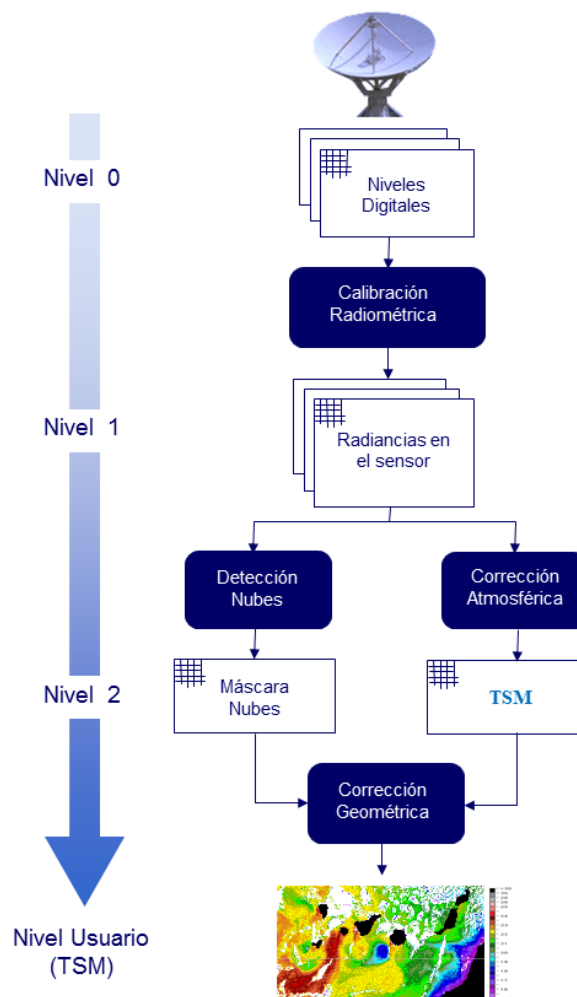 Nivel 0
Niveles
Digitales
Calibración
Radiométrica
Nivel 1
Radiancias en
el sensor
Detección
Nubes
Corrección
Atmosférica
Nivel 2
Máscara
Nubes
TSM
Corrección
Geométrica
Nivel Usuario
(TSM)